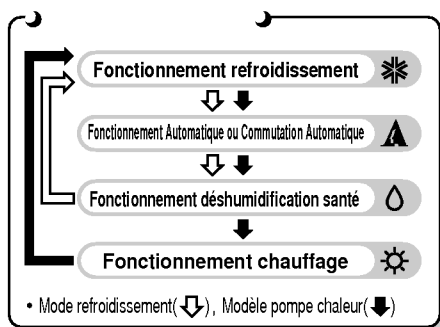 Fonctionnement refroidissement
Fonctionnement Automatique ou Commutation Automatique
Fonctionnement déshumidification santé
Fonctionnement chauffage
• Mode refroidissement(⇩), Modèle pompe chaleur(🡇)